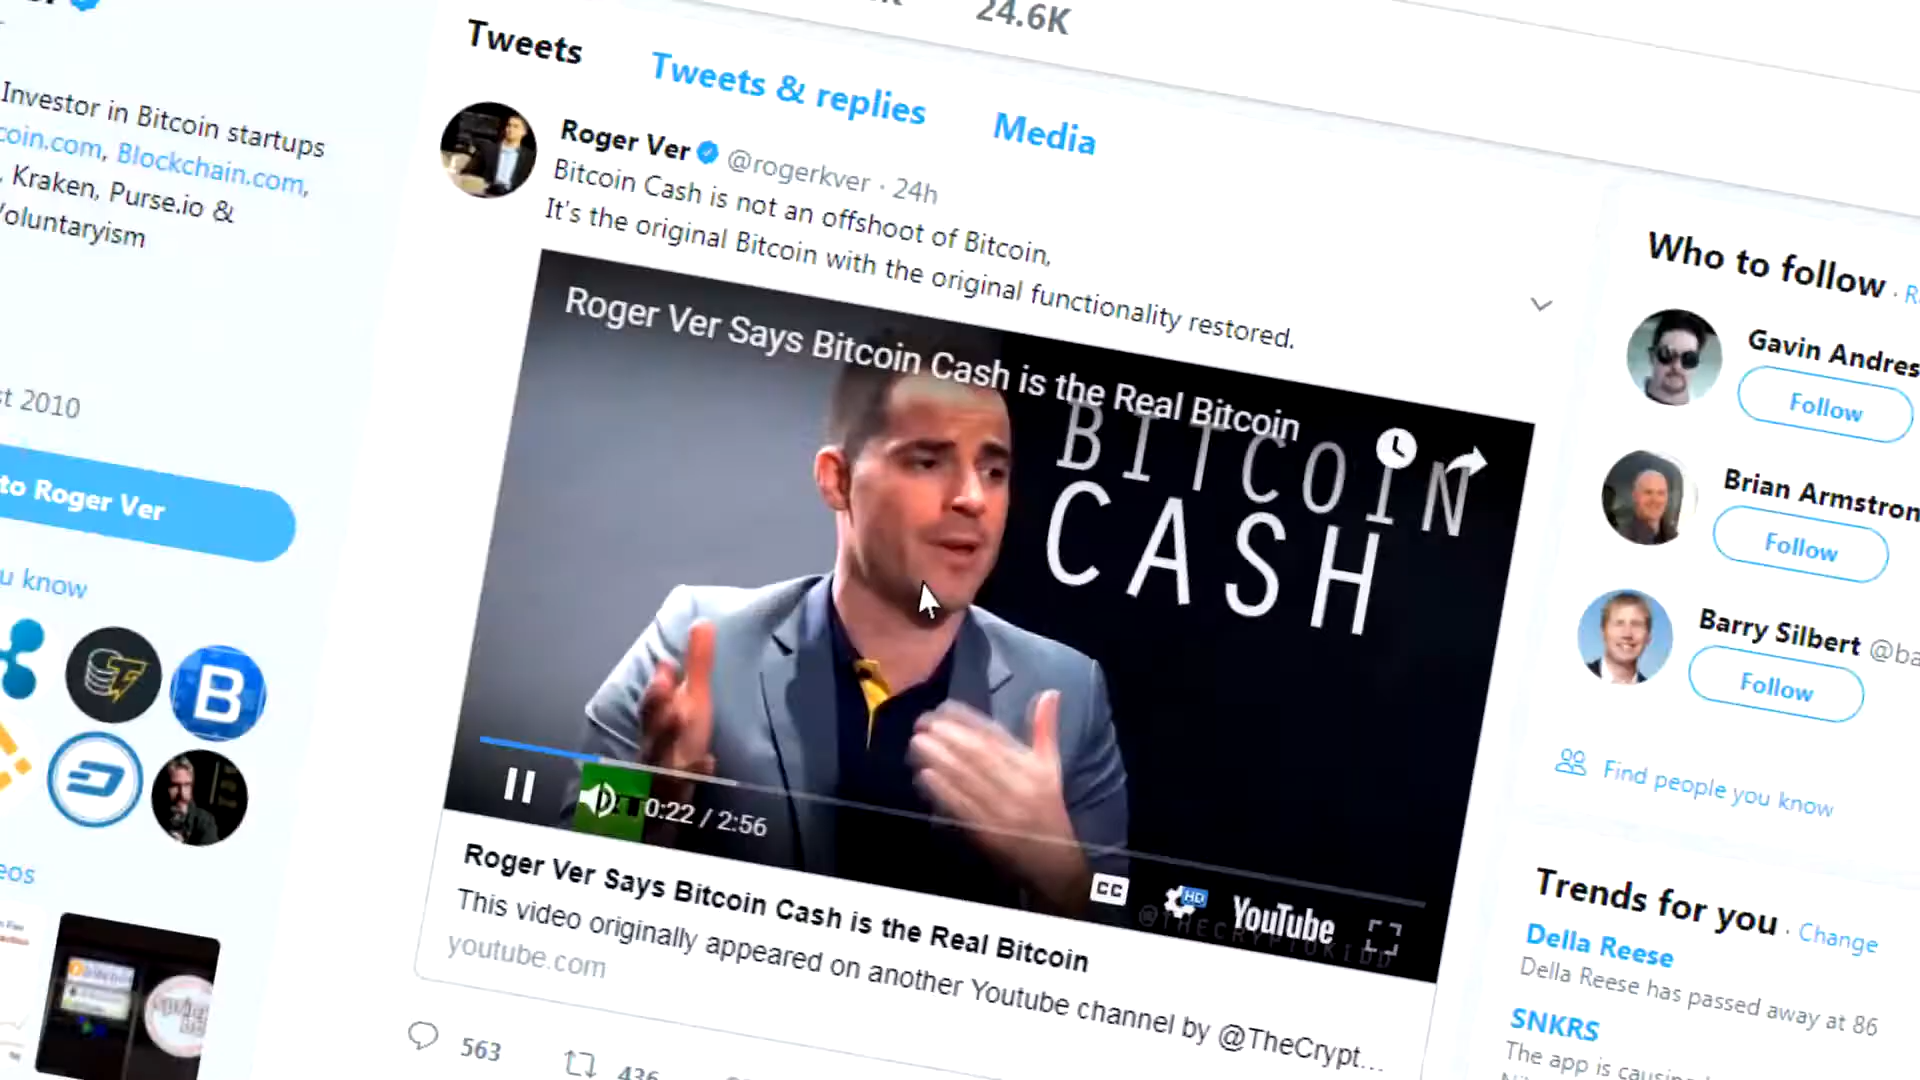 24.6K
Tweets
Tweets & replies
Media
Investor in Bitcoin startups
coin.com, Blockchain.com,
, Kraken, Purse.io &
Voluntaryism
st 2010
to Roger Ver
u know
eos
Roger Ver @rogerkver · 24h
Bitcoin Cash is not an offshoot of Bitcoin,
It's the original Bitcoin with the original functionality restored.
Roger Ver Says Bitcoin Cash is the Real Bitcoin
BITCOIN
CASH
0:22 / 2:56
CC
HD
YouTube
@THECRYPTOKIDD
Roger Ver Says Bitcoin Cash is the Real Bitcoin
This video originally appeared on another Youtube channel by @TheCrypt...
youtube.com
563
436
Who to follow ·
Gavin Andres
Follow
Brian Armstron
Follow
Barry Silbert @ba
Follow
Find people you know
Trends for you · Change
Della Reese
Della Reese has passed away at 86
SNKRS
The app is causing